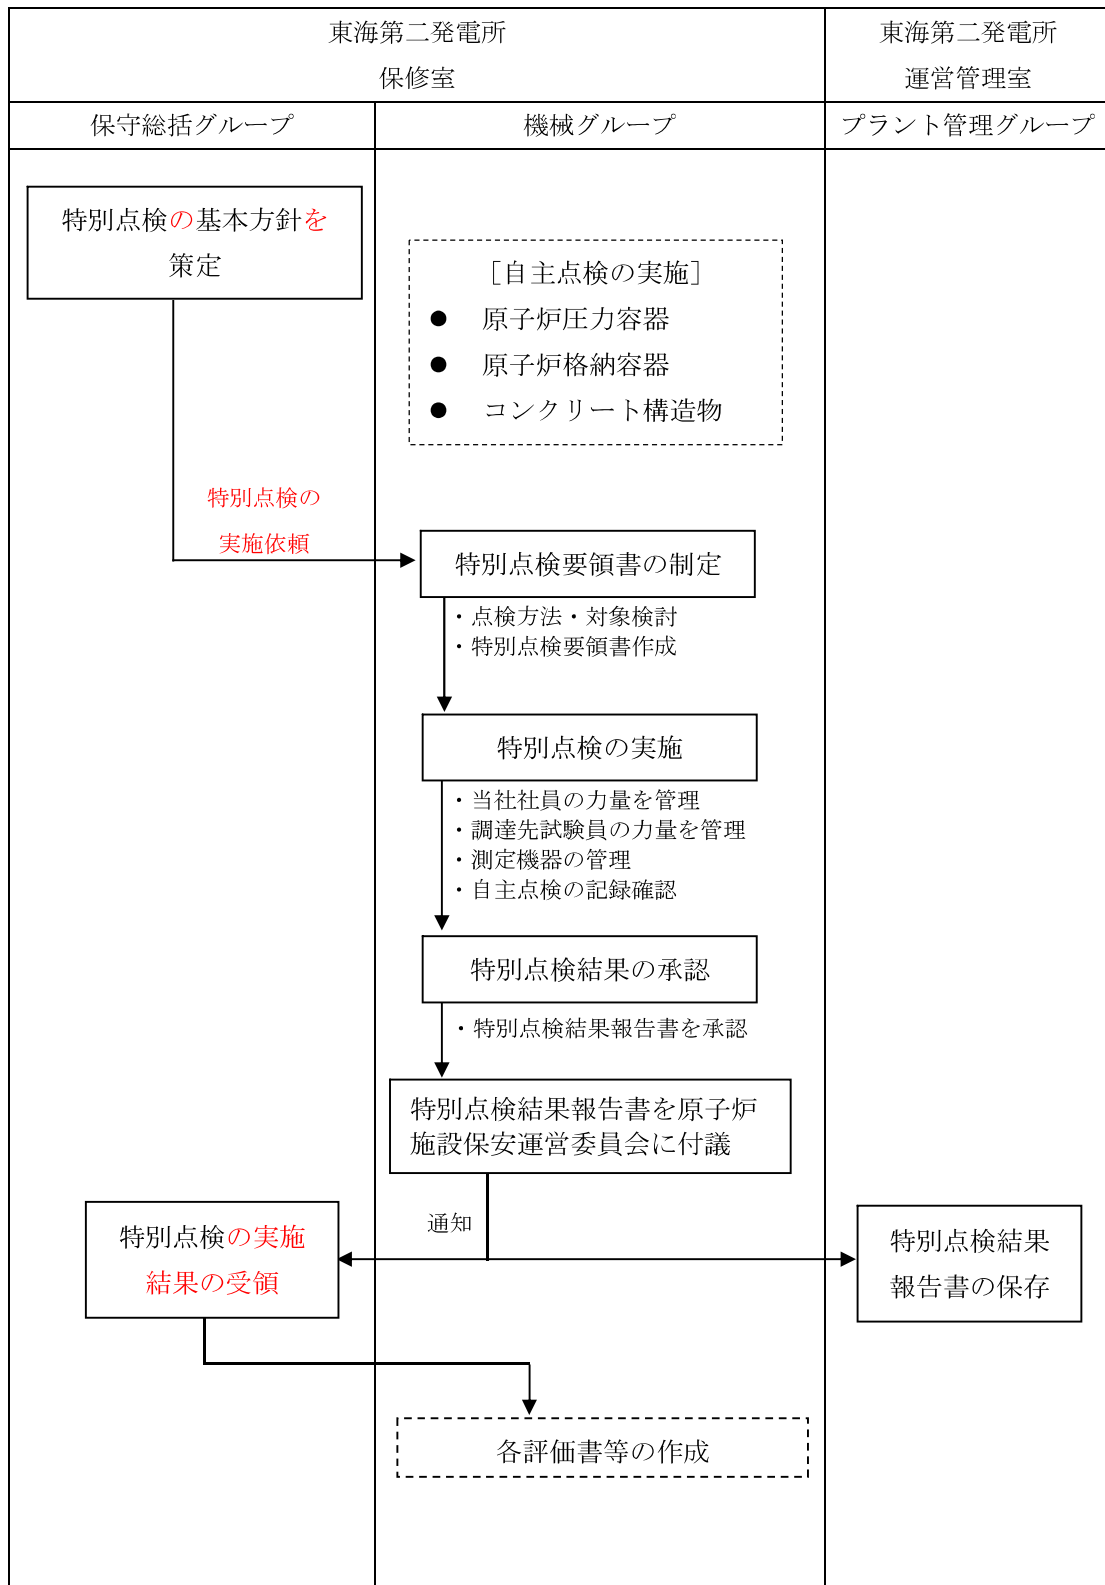 東海第二発電所
保修室
東海第二発電所
運営管理室
保守総括グループ
機械グループ
プラント管理グループ
特別点検の基本方針を
策定
［自主点検の実施］
● 原子炉圧力容器
● 原子炉格納容器
● コンクリート構造物
特別点検の
実施依頼
特別点検要領書の制定
・点検方法・対象検討
・特別点検要領書作成
特別点検の実施
・当社社員の力量を管理
・調達先試験員の力量を管理
・測定機器の管理
・自主点検の記録確認
特別点検結果の承認
・特別点検結果報告書を承認
特別点検結果報告書を原子炉
施設保安運営委員会に付議
通知
特別点検の実施
結果の受領
特別点検結果
報告書の保存
各評価書等の作成